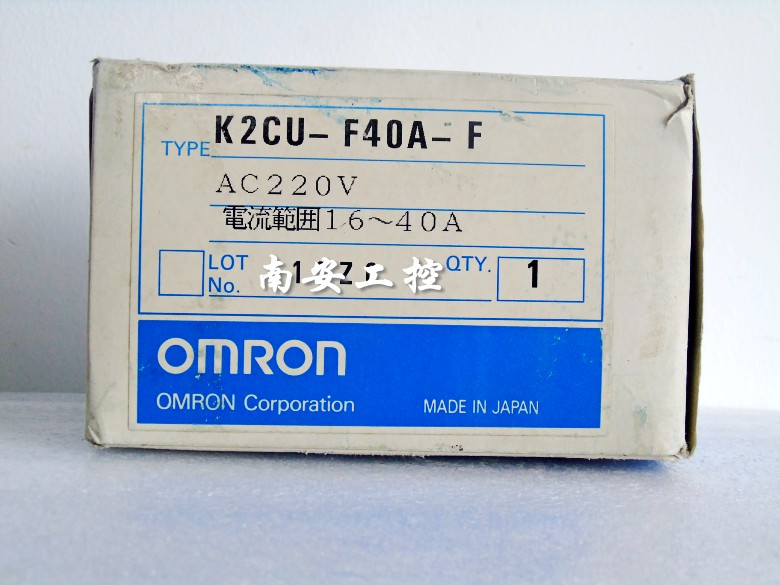 TYPE K2CU- F40A- F
AC220V
電流範囲16～40A
LOT No. 南安工控 QTY. 1
OMRON
OMRON Corporation MADE IN JAPAN